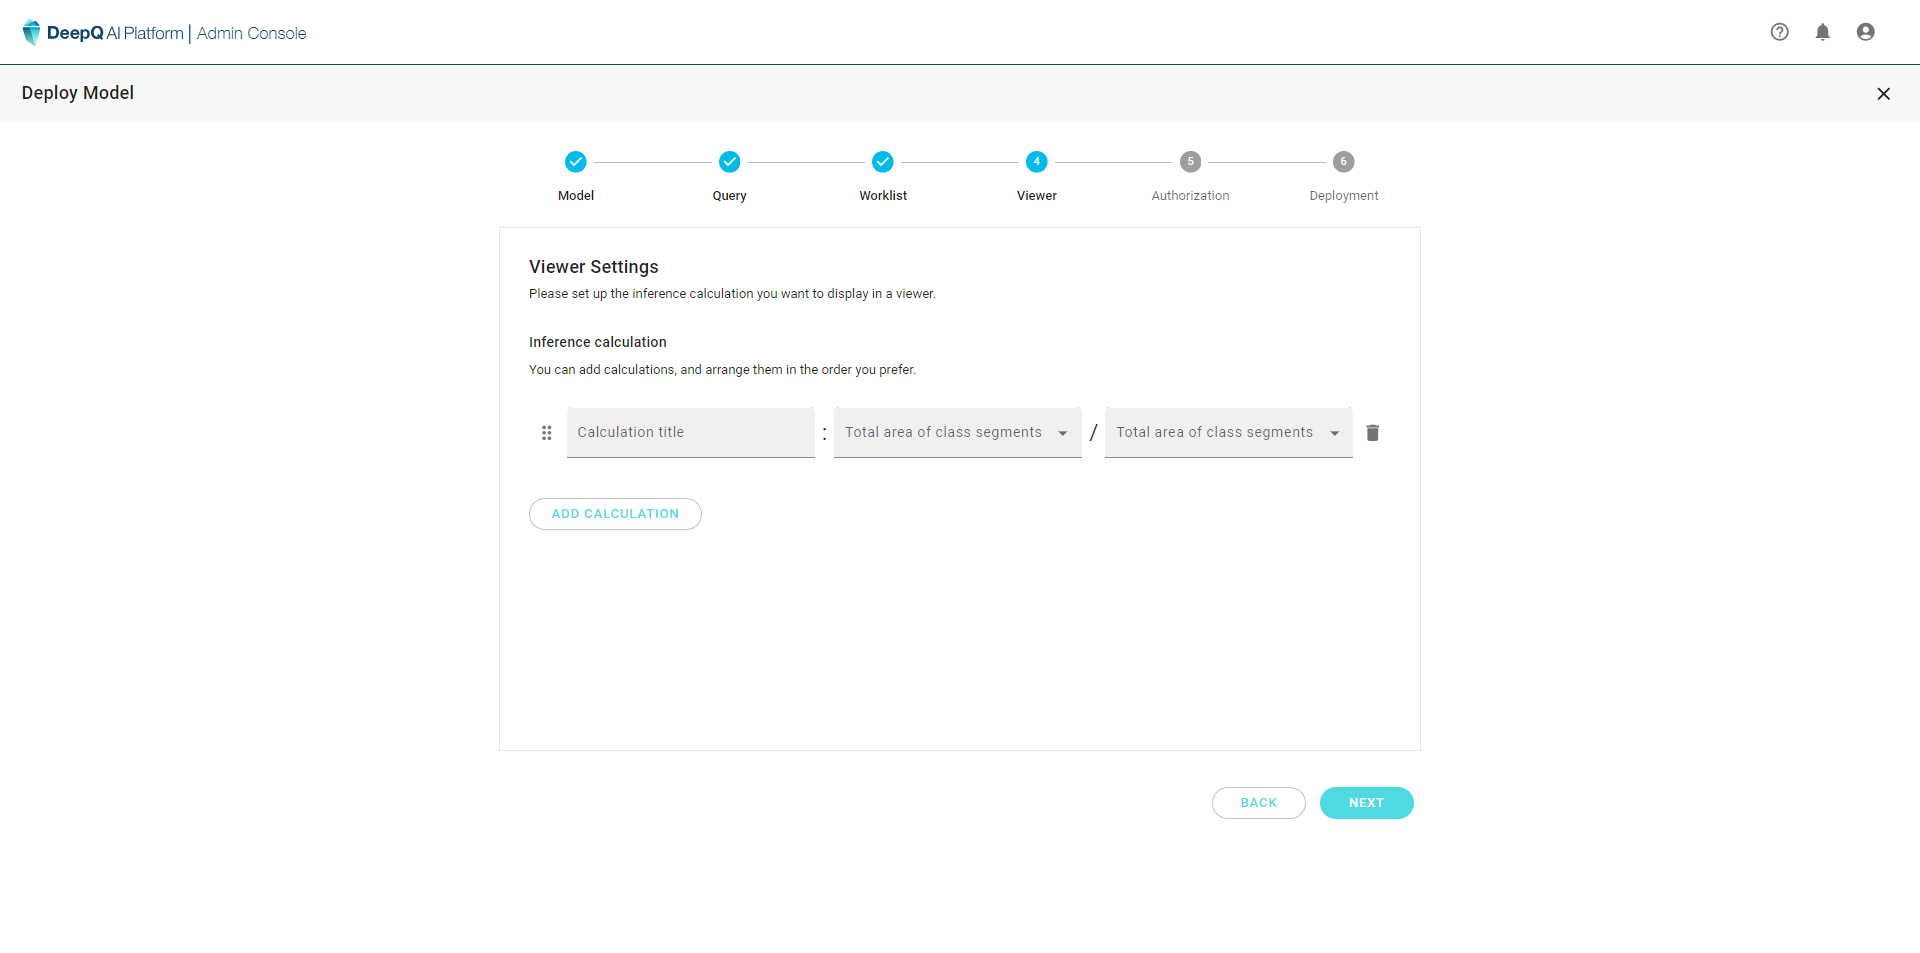 DeepQ AI Platform | Admin Console
Deploy Model
4 5 6
Model Query Worklist Viewer Authorization Deployment
Viewer Settings
Please set up the inference calculation you want to display in a viewer.
Inference calculation
You can add calculations, and arrange them in the order you prefer.
Calculation title : Total area of class segments / Total area of class segments
ADD CALCULATION
BACK NEXT